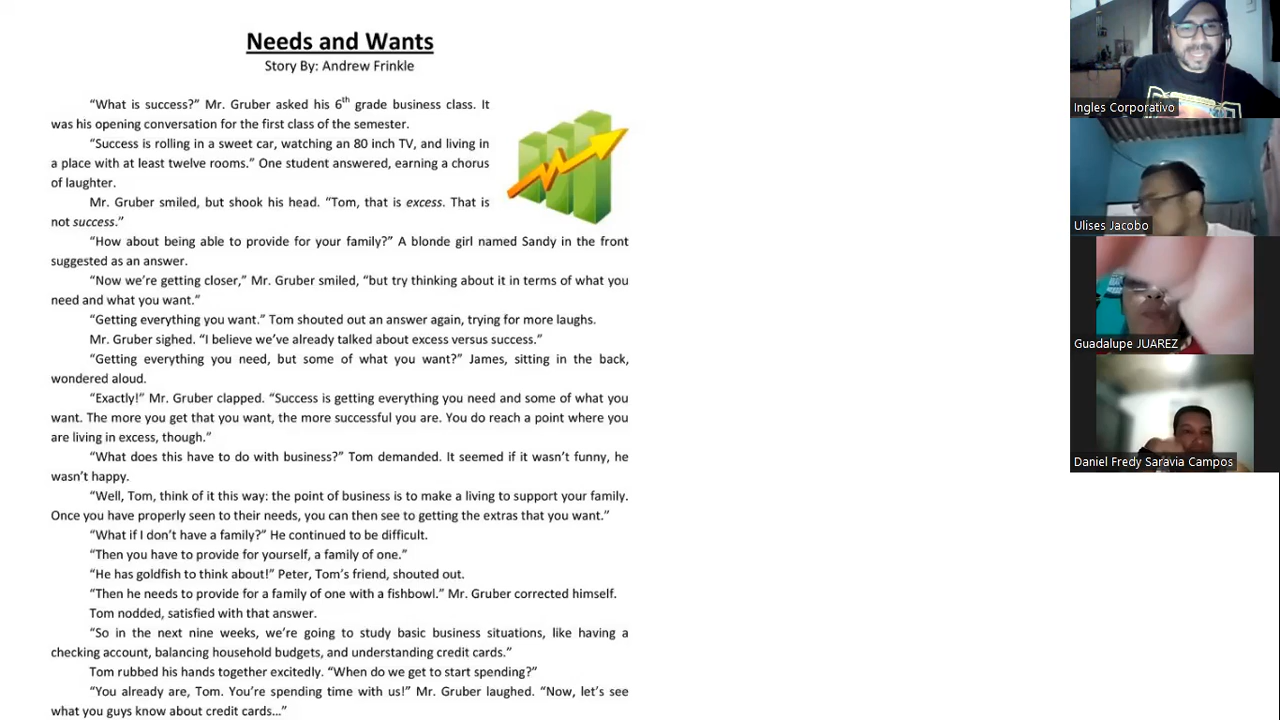 Needs and Wants
Story By: Andrew Frinkle
“What is success?” Mr. Gruber asked his 6th grade business class. It
was his opening conversation for the first class of the semester.
“Success is rolling in a sweet car, watching an 80 inch TV, and living in
a place with at least twelve rooms.” One student answered, earning a chorus
of laughter.
Mr. Gruber smiled, but shook his head. “Tom, that is excess. That is
not success.”
“How about being able to provide for your family?” A blonde girl named Sandy in the front
suggested as an answer.
“Now we’re getting closer,” Mr. Gruber smiled, “but try thinking about it in terms of what you
need and what you want.”
“Getting everything you want.” Tom shouted out an answer again, trying for more laughs.
Mr. Gruber sighed. “I believe we’ve already talked about excess versus success.”
“Getting everything you need, but some of what you want?” James, sitting in the back,
wondered aloud.
“Exactly!” Mr. Gruber clapped. “Success is getting everything you need and some of what you
want. The more you get that you want, the more successful you are. You do reach a point where you
are living in excess, though.”
“What does this have to do with business?” Tom demanded. It seemed if it wasn’t funny, he
wasn’t happy.
“Well, Tom, think of it this way: the point of business is to make a living to support your family.
Once you have properly seen to their needs, you can then see to getting the extras that you want.”
“What if I don’t have a family?” He continued to be difficult.
“Then you have to provide for yourself, a family of one.”
“He has goldfish to think about!” Peter, Tom’s friend, shouted out.
“Then he needs to provide for a family of one with a fishbowl.” Mr. Gruber corrected himself.
Tom nodded, satisfied with that answer.
“So in the next nine weeks, we’re going to study basic business situations, like having a
checking account, balancing household budgets, and understanding credit cards.”
Tom rubbed his hands together excitedly. “When do we get to start spending?”
“You already are, Tom. You’re spending time with us!” Mr. Gruber laughed. “Now, let’s see
what you guys know about credit cards…”
Ingles Corporativo
Ulises Jacobo
Guadalupe JUAREZ
Daniel Fredy Saravia Campos